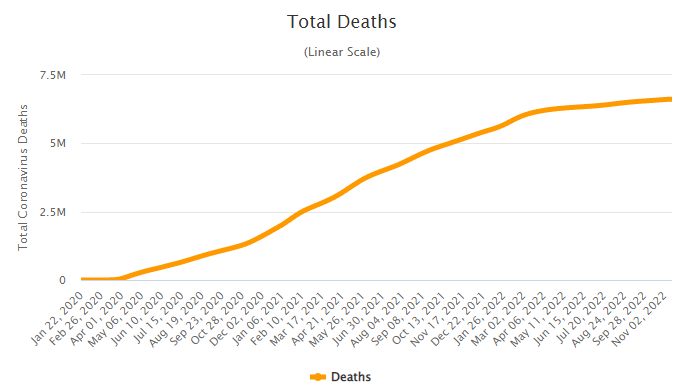 Total Deaths
(Linear Scale)
Total Coronavirus Deaths
7.5M
5M
2.5M
0
Jan 22, 2020
Feb 26, 2020
Apr 01, 2020
May 06, 2020
Jun 10, 2020
Jul 15, 2020
Aug 19, 2020
Sep 23, 2020
Oct 28, 2020
Dec 02, 2020
Jan 06, 2021
Feb 10, 2021
Mar 17, 2021
Apr 21, 2021
May 26, 2021
Jun 30, 2021
Aug 04, 2021
Sep 08, 2021
Oct 13, 2021
Nov 17, 2021
Dec 22, 2021
Jan 26, 2022
Mar 02, 2022
Apr 06, 2022
May 11, 2022
Jun 15, 2022
Jul 20, 2022
Aug 24, 2022
Sep 28, 2022
Nov 02, 2022
Deaths